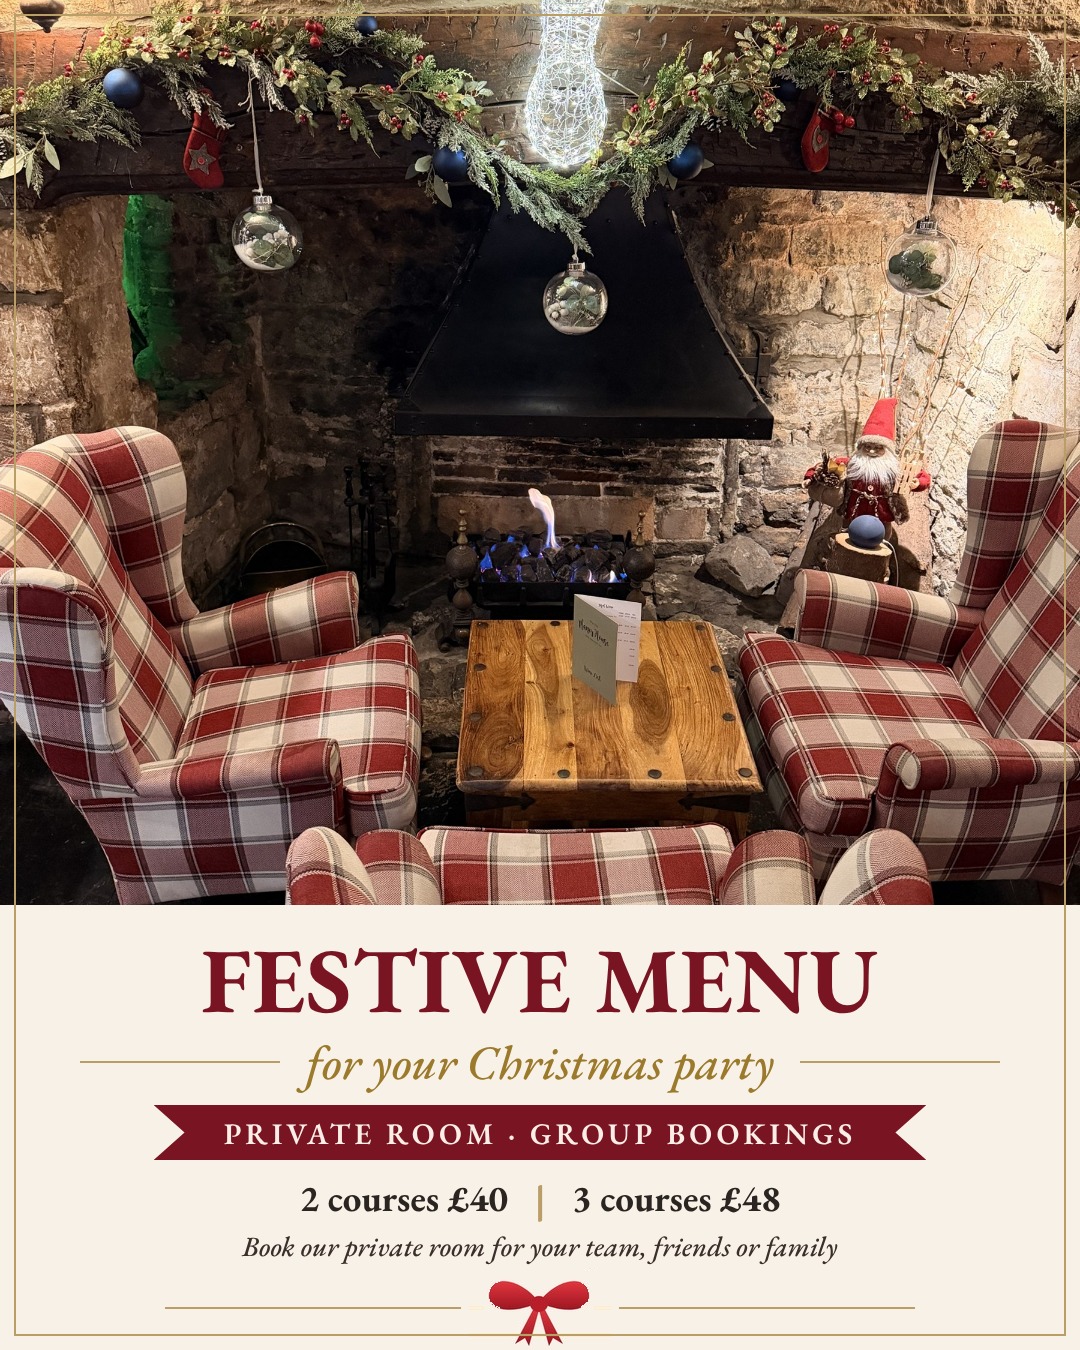 FESTIVE MENU
for your Christmas party
PRIVATE ROOM · GROUP BOOKINGS
2 courses £40 | 3 courses £48
Book our private room for your team, friends or family